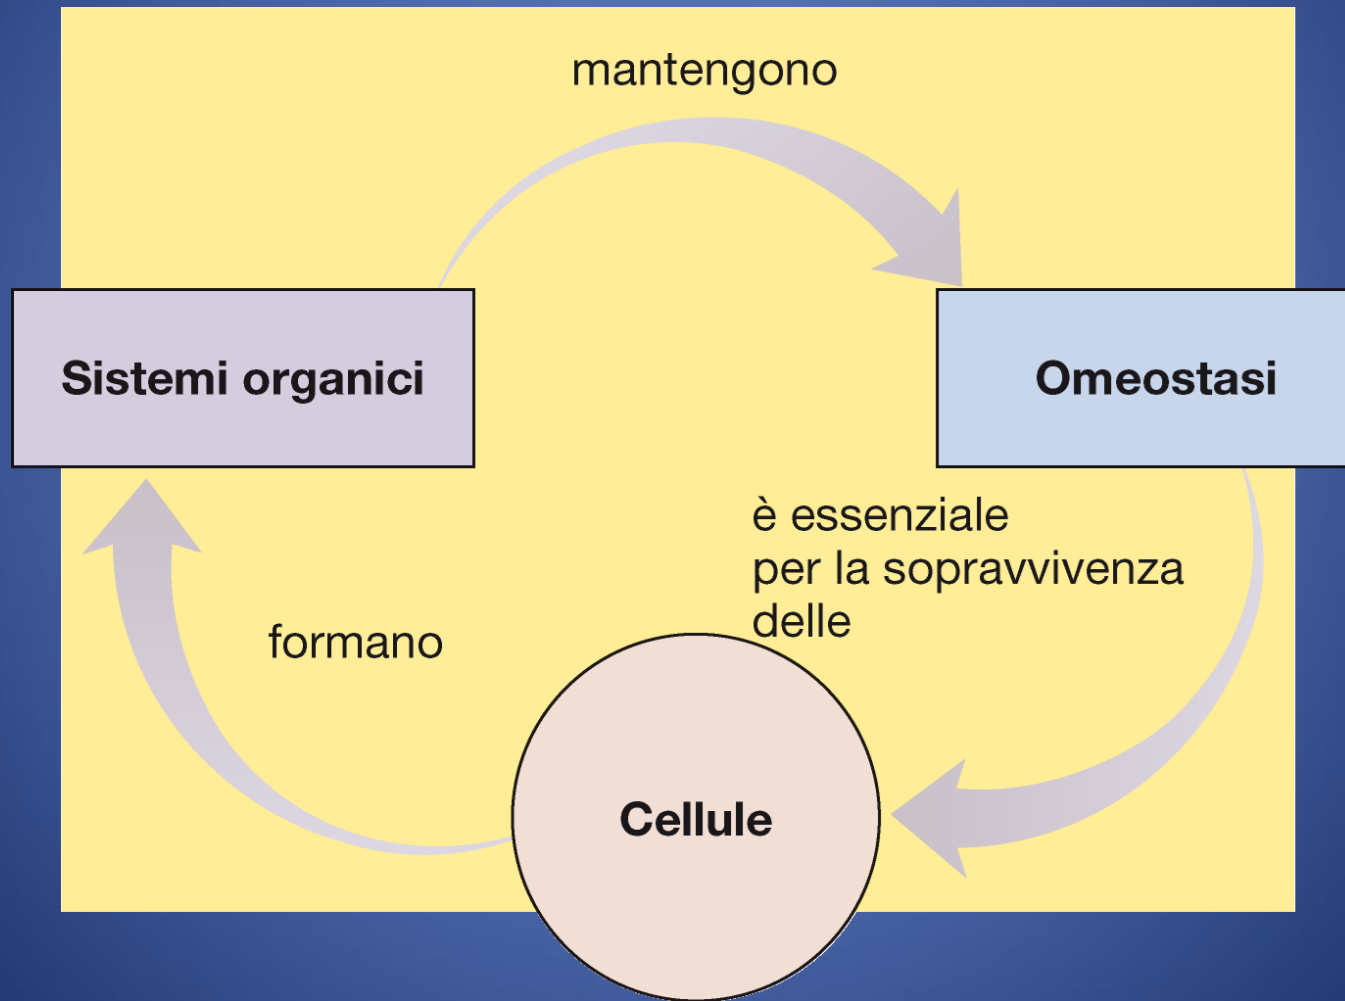 mantengono
Sistemi organici
Omeostasi
è essenziale
per la sopravvivenza
delle
formano
Cellule